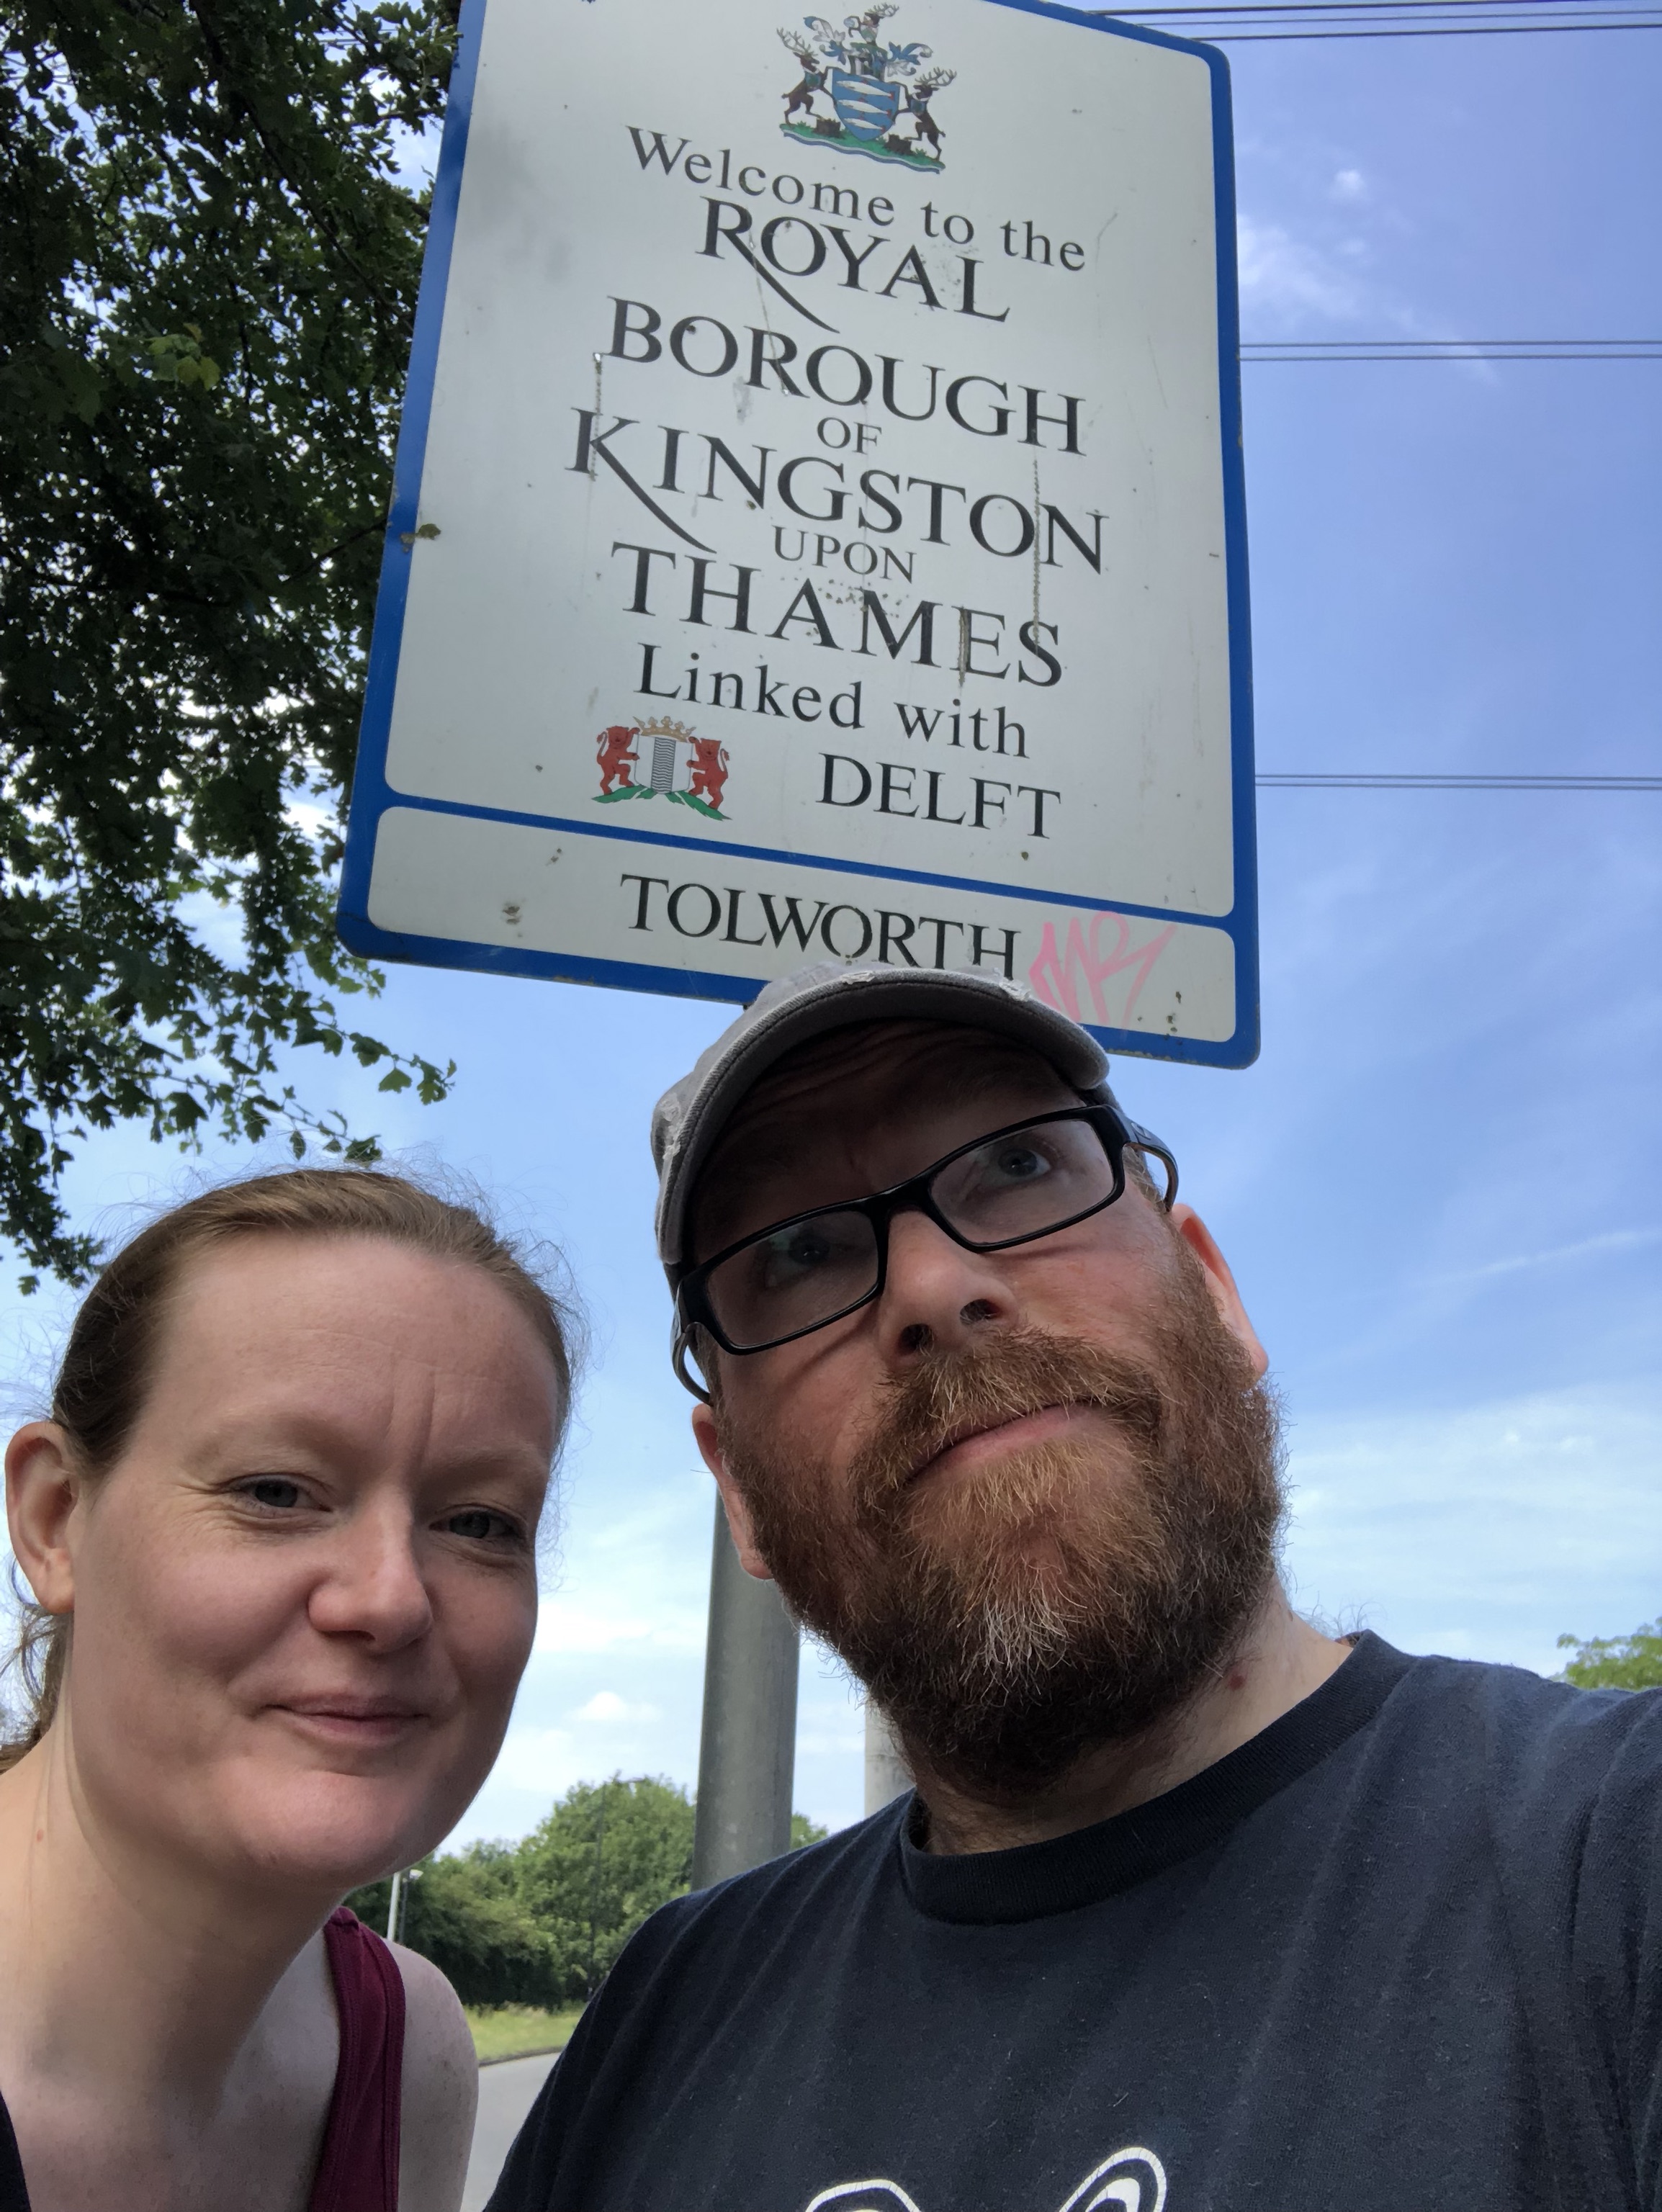 Welcome to the
ROYAL
BOROUGH
OF
KINGSTON
UPON
THAMES
Linked with
DELFT
TOLWORTH